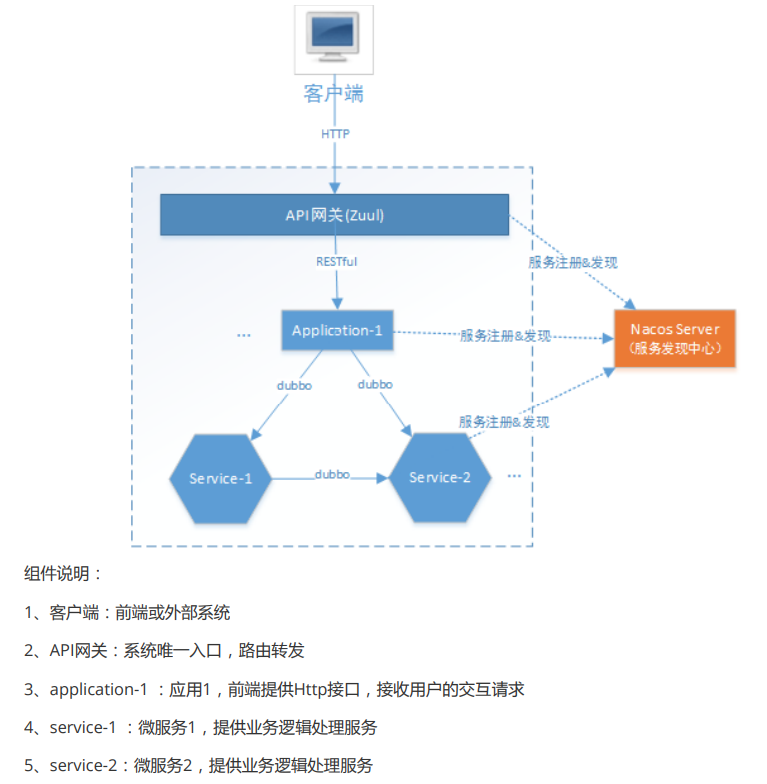 客户端
HTTP
API网关(Zuul)
RESTful
服务注册&发现
...
Application-1
服务注册&发现
Nacos Server
（服务发现中心）
dubbo
dubbo
服务注册&发现
Service-1
dubbo
Service-2
...
组件说明：
1、客户端：前端或外部系统
2、API网关：系统唯一入口，路由转发
3、application-1 ：应用1，前端提供Http接口，接收用户的交互请求
4、service-1 ：微服务1，提供业务逻辑处理服务
5、service-2：微服务2，提供业务逻辑处理服务